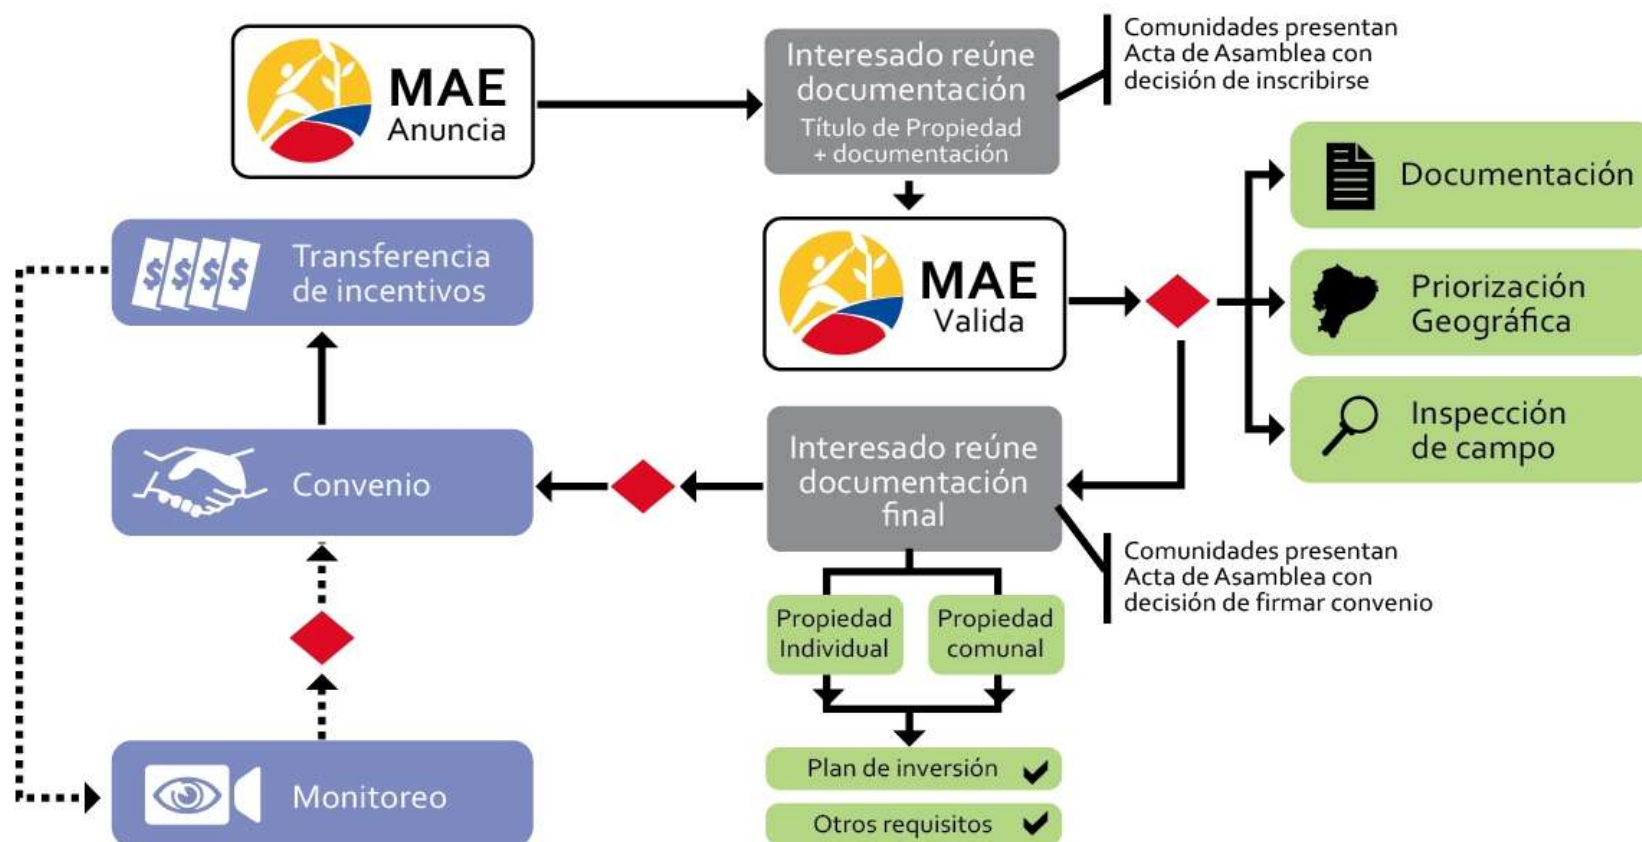 MAE
Anuncia
Interesado reúne
documentación
Título de Propiedad
+ documentación
Comunidades presentan
Acta de Asamblea con
decisión de inscribirse
Documentación
Transferencia
de incentivos
$ $ $ $
MAE
Valida
Priorización
Geográfica
Inspección
de campo
Interesado reúne
documentación
final
Convenio
Comunidades presentan
Acta de Asamblea con
decisión de firmar convenio
Propiedad
Individual
Propiedad
comunal
Plan de inversión
Otros requisitos
Monitoreo